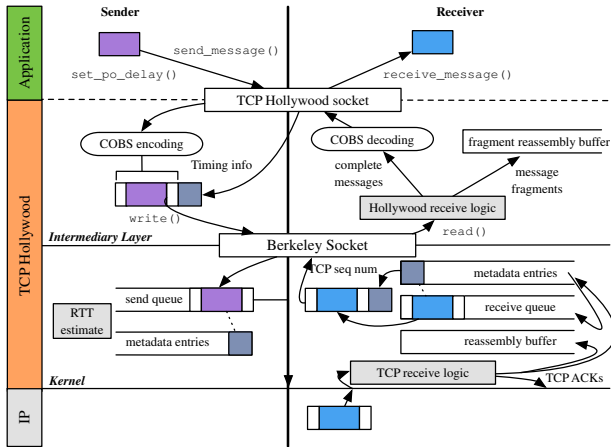 Sender
Receiver
Application
send_message()
set_po_delay()
receive_message()
TCP Hollywood socket
TCP Hollywood
COBS encoding
COBS decoding
fragment reassembly buffer
Timing info
complete
messages
message
fragments
Hollywood receive logic
write()
read()
Intermediary Layer
Berkeley Socket
TCP seq num
metadata entries
send queue
receive queue
RTT
estimate
metadata entries
reassembly buffer
TCP receive logic
TCP ACKs
Kernel
IP